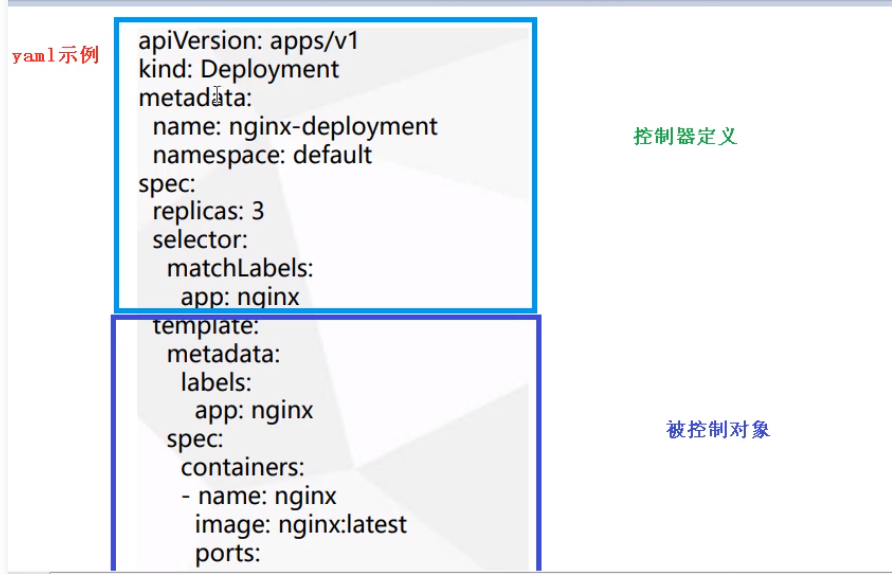 yaml示例
apiVersion: apps/v1
kind: Deployment
metadata:
  name: nginx-deployment
  namespace: default
控制器定义
spec:
  replicas: 3
  selector:
    matchLabels:
      app: nginx
  template:
    metadata:
      labels:
        app: nginx
    spec:
被控制对象
      containers:
      - name: nginx
        image: nginx:latest
        ports: